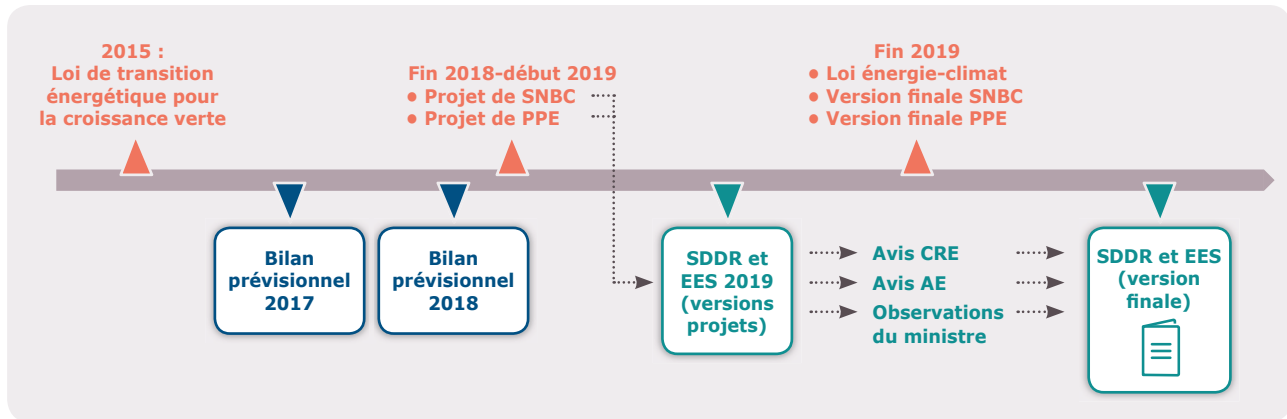 2015 :
Loi de transition
énergétique pour
la croissance verte
Fin 2018-début 2019
• Projet de SNBC
• Projet de PPE
Fin 2019
• Loi énergie-climat
• Version finale SNBC
• Version finale PPE
Bilan
prévisionnel
2017
Bilan
prévisionnel
2018
SDDR et
EES 2019
(versions
projets)
Avis CRE
Avis AE
Observations
du ministre
SDDR et EES
(version
finale)